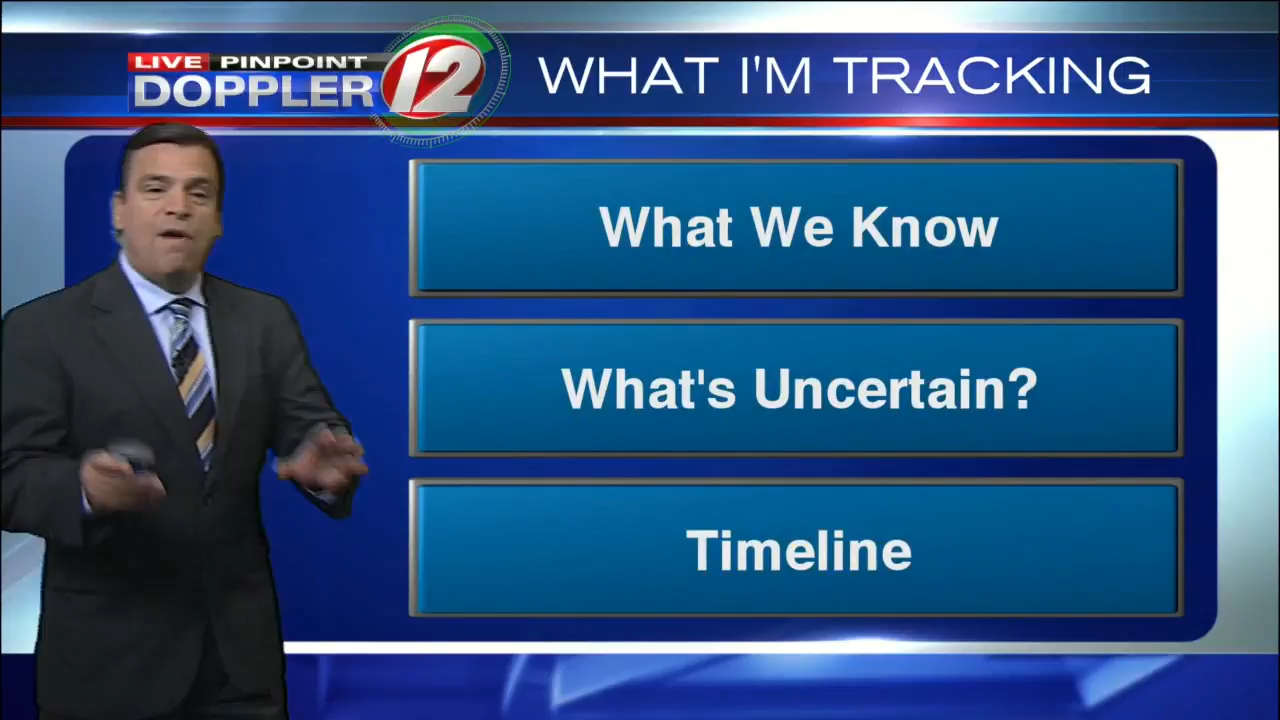 LIVE PINPOINT
DOPPLER 12
WHAT I'M TRACKING
What We Know
What's Uncertain?
Timeline